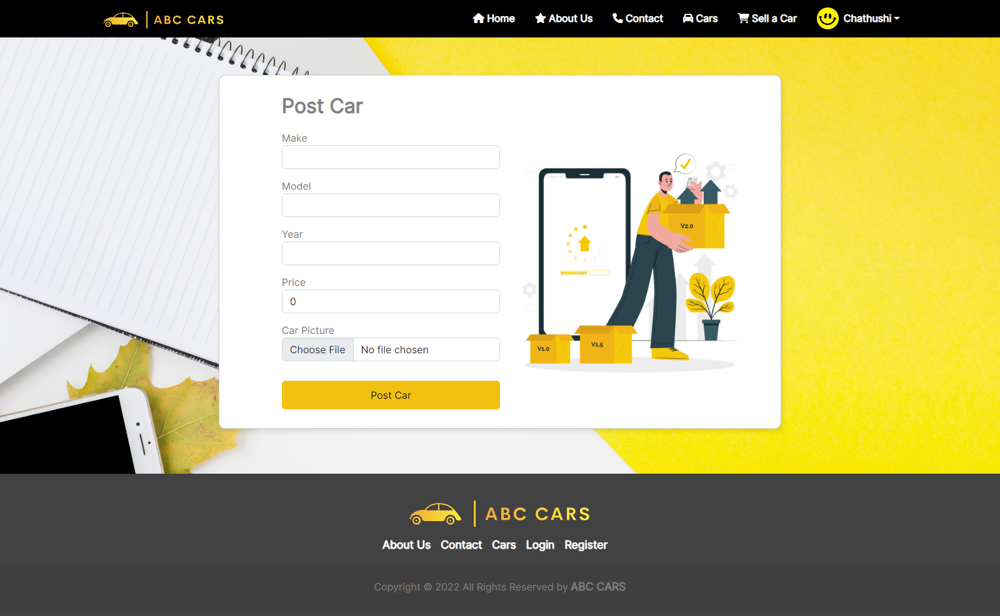 ABC CARS
Home About Us Contact Cars Sell a Car Chathushi
Post Car
Make
Model
Year
Price
0
Car Picture
Choose File No file chosen
Post Car
V2.0
V1.0
V1.5
ABC CARS
About Us Contact Cars Login Register
Copyright © 2022 All Rights Reserved by ABC CARS